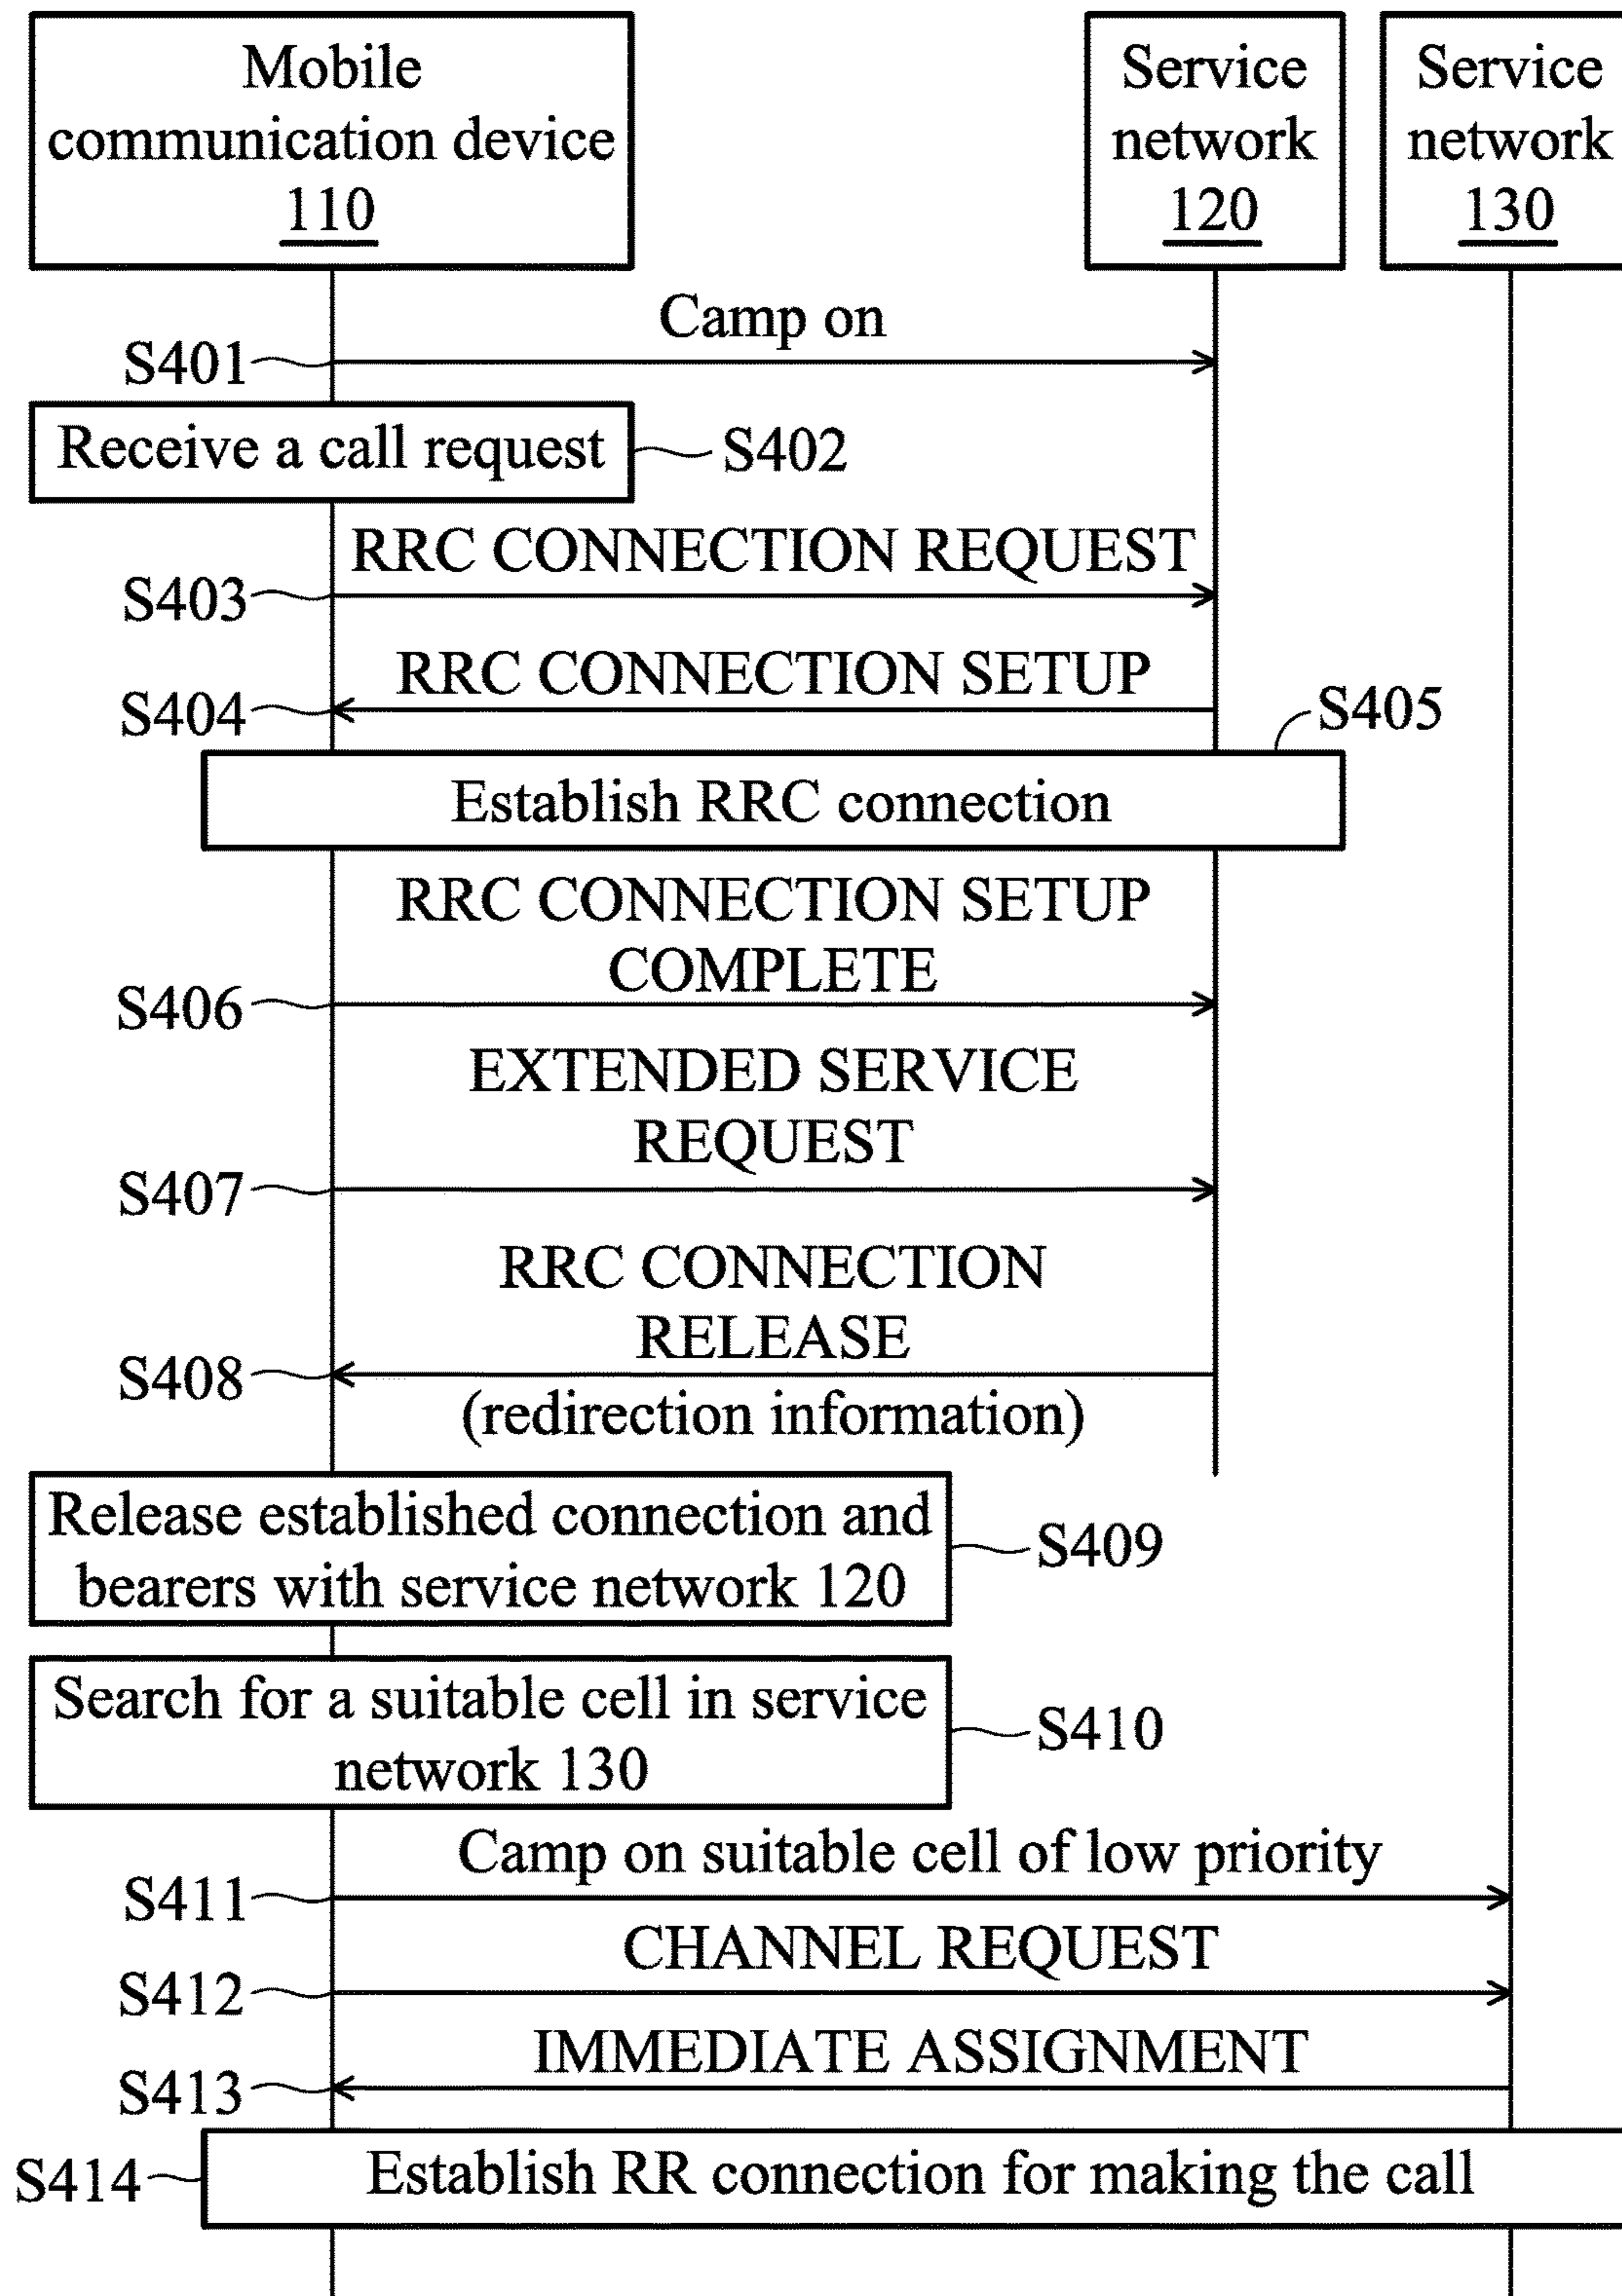 Mobile
communication device
110
Service
network
120
Service
network
130
Camp on
S401
Receive a call request
S402
RRC CONNECTION REQUEST
S403
RRC CONNECTION SETUP
S404
S405
Establish RRC connection
RRC CONNECTION SETUP
COMPLETE
S406
EXTENDED SERVICE
REQUEST
S407
RRC CONNECTION
RELEASE
S408
(redirection information)
Release established connection and
bearers with service network 120
S409
Search for a suitable cell in service
network 130
S410
Camp on suitable cell of low priority
S411
CHANNEL REQUEST
S412
IMMEDIATE ASSIGNMENT
S413
Establish RR connection for making the call
S414